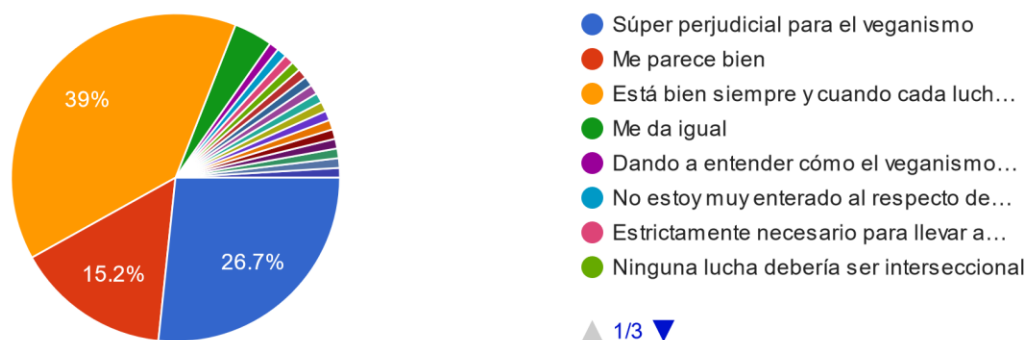 39%
15.2%
26.7%
Súper perjudicial para el veganismo
Me parece bien
Está bien siempre y cuando cada luch...
Me da igual
Dando a entender cómo el veganismo...
No estoy muy enterado al respecto de...
Estrictamente necesario para llevar a...
Ninguna lucha debería ser interseccional
1/3